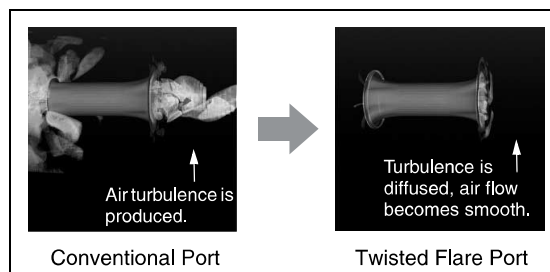 Air turbulence is
produced.
Turbulence is
diffused, air flow
becomes smooth.
Conventional Port
Twisted Flare Port